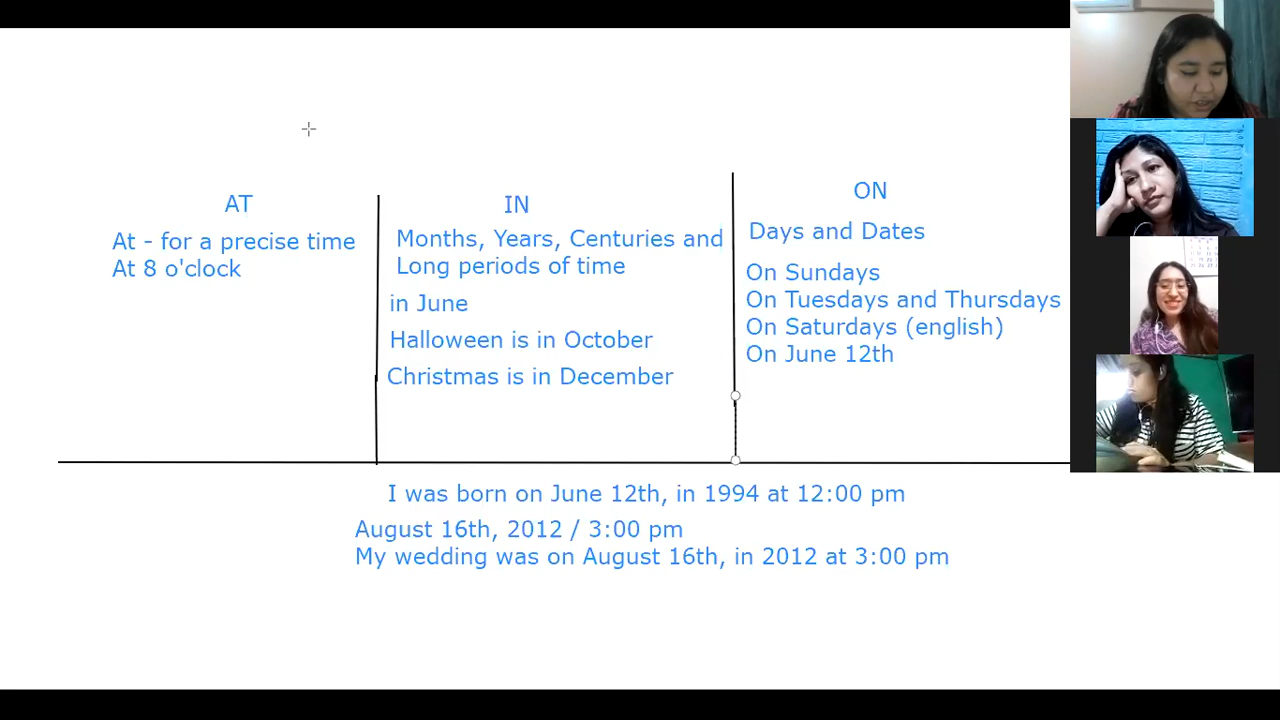 AT
At - for a precise time
At 8 o'clock
IN
Months, Years, Centuries and
Long periods of time
in June
Halloween is in October
Christmas is in December
ON
Days and Dates
On Sundays
On Tuesdays and Thursdays
On Saturdays (english)
On June 12th
I was born on June 12th, in 1994 at 12:00 pm
August 16th, 2012 / 3:00 pm
My wedding was on August 16th, in 2012 at 3:00 pm